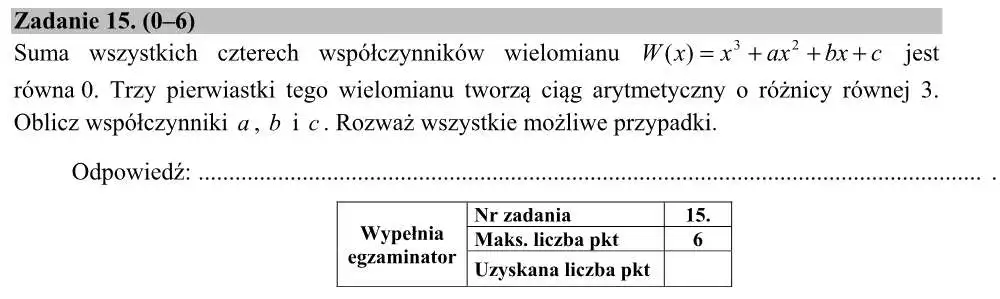 Zadanie 15. (0–6)
Suma wszystkich czterech współczynników wielomianu W(x) = x³ + ax² + bx + c jest
równa 0. Trzy pierwiastki tego wielomianu tworzą ciąg arytmetyczny o różnicy równej 3.
Oblicz współczynniki a, b i c. Rozważ wszystkie możliwe przypadki.
Odpowiedź: ................................................................................................................................ .
Wypełnia egzaminator
Nr zadania 15.
Maks. liczba pkt 6
Uzyskana liczba pkt